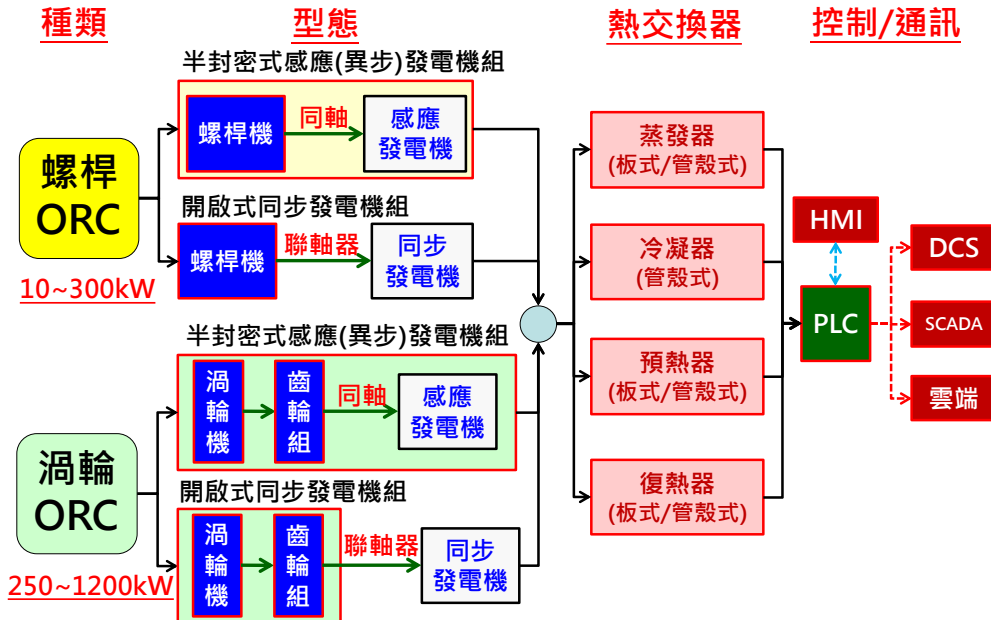 種類
型態
熱交換器
控制/通訊
半封密式感應(異步)發電機組
螺桿機
同軸
感應
發電機
螺桿
ORC
10~300kW
開啟式同步發電機組
螺桿機
聯軸器
同步
發電機
半封密式感應(異步)發電機組
渦
輪
機
齒
輪
組
同軸
感應
發電機
渦輪
ORC
250~1200kW
開啟式同步發電機組
渦
輪
機
齒
輪
組
聯軸器
同步
發電機
蒸發器
(板式/管殼式)
冷凝器
(管殼式)
預熱器
(板式/管殼式)
復熱器
(板式/管殼式)
HMI
PLC
DCS
SCADA
雲端